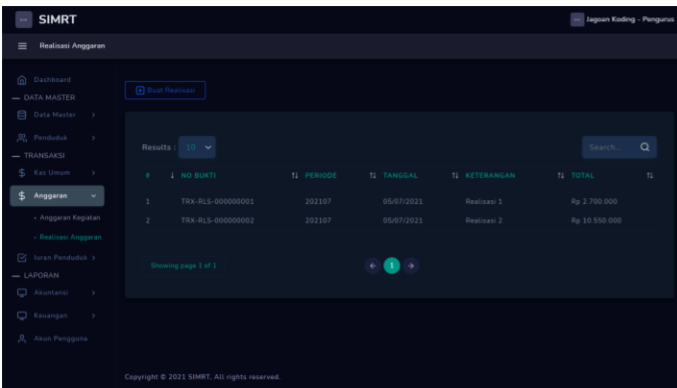 SIMRT
Jagoan Koding - Pengurus
Realisasi Anggaran
Dashboard
DATA MASTER
Data Master
Penduduk
TRANSAKSI
Kas Umum
Anggaran
Anggaran Kegiatan
Realisasi Anggaran
Iuran Penduduk
LAPORAN
Akuntansi
Keuangan
Akun Pengguna
Buat Realisasi
Results : 10
Search...
# NO BUKTI PERIODE TANGGAL KETERANGAN TOTAL
1 TRX-RLS-000000001 202107 05/07/2021 Realisasi 1 Rp 2.700.000
2 TRX-RLS-000000002 202107 05/07/2021 Realisasi 2 Rp 10.550.000
Showing page 1 of 1
1
Copyright © 2021 SIMRT, All rights reserved.